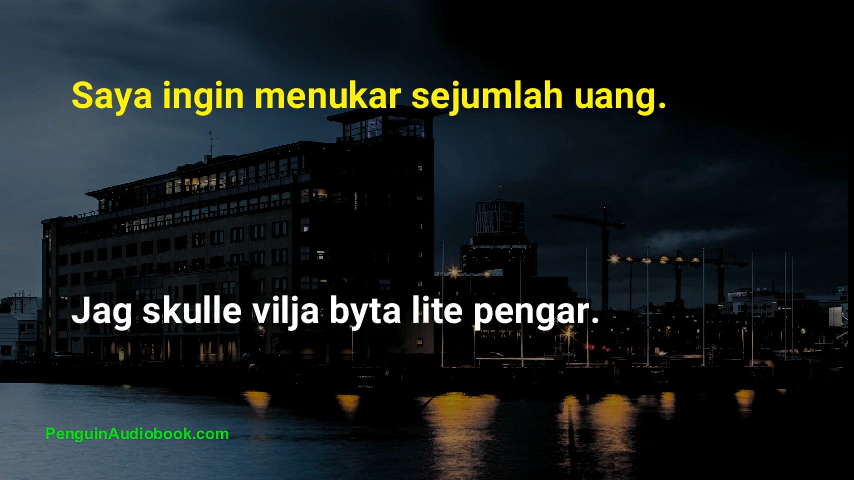 Saya ingin menukar sejumlah uang.
Jag skulle vilja byta lite pengar.
PenguinAudiobook.com